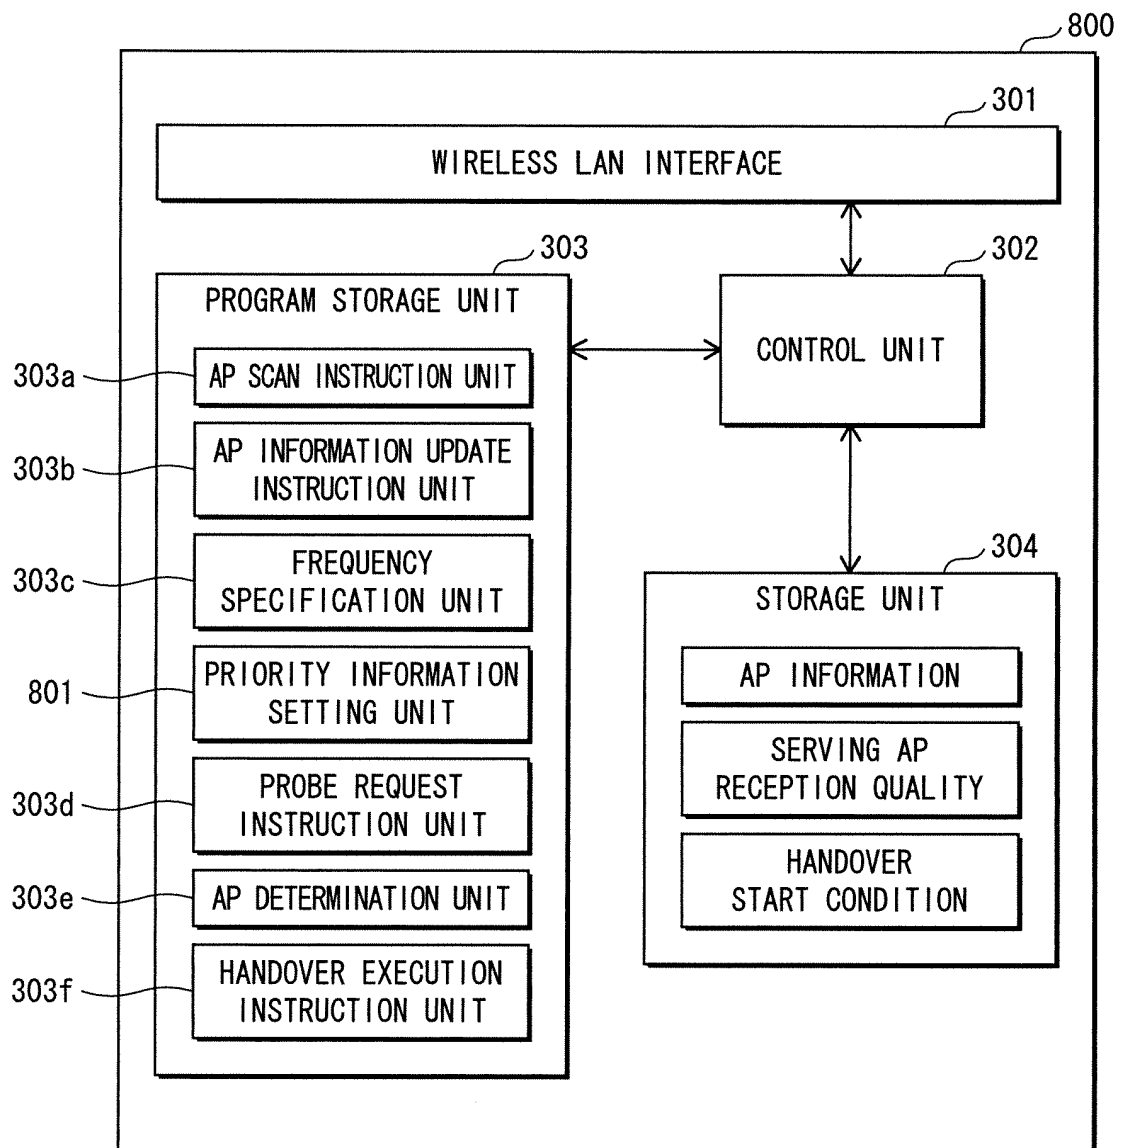 800
301
WIRELESS LAN INTERFACE
303
PROGRAM STORAGE UNIT
303a
AP SCAN INSTRUCTION UNIT
303b
AP INFORMATION UPDATE
INSTRUCTION UNIT
303c
FREQUENCY
SPECIFICATION UNIT
801
PRIORITY INFORMATION
SETTING UNIT
303d
PROBE REQUEST
INSTRUCTION UNIT
303e
AP DETERMINATION UNIT
303f
HANDOVER EXECUTION
INSTRUCTION UNIT
302
CONTROL UNIT
304
STORAGE UNIT
AP INFORMATION
SERVING AP
RECEPTION QUALITY
HANDOVER
START CONDITION